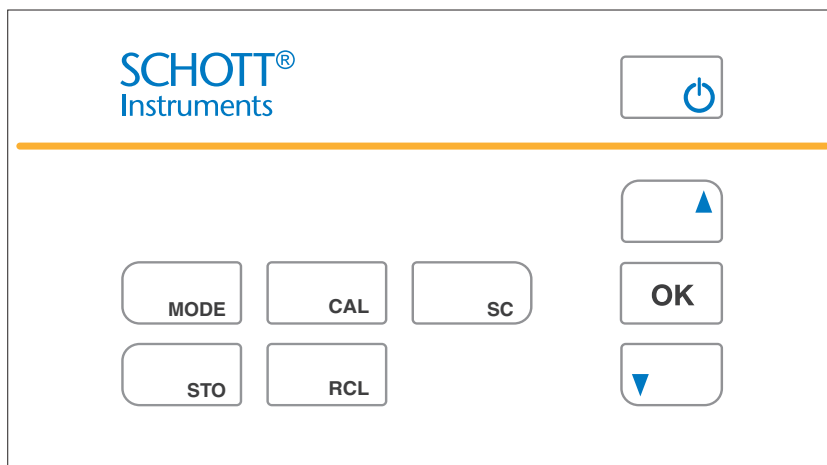 SCHOTT®
Instruments
OK
MODE
CAL
SC
STO
RCL